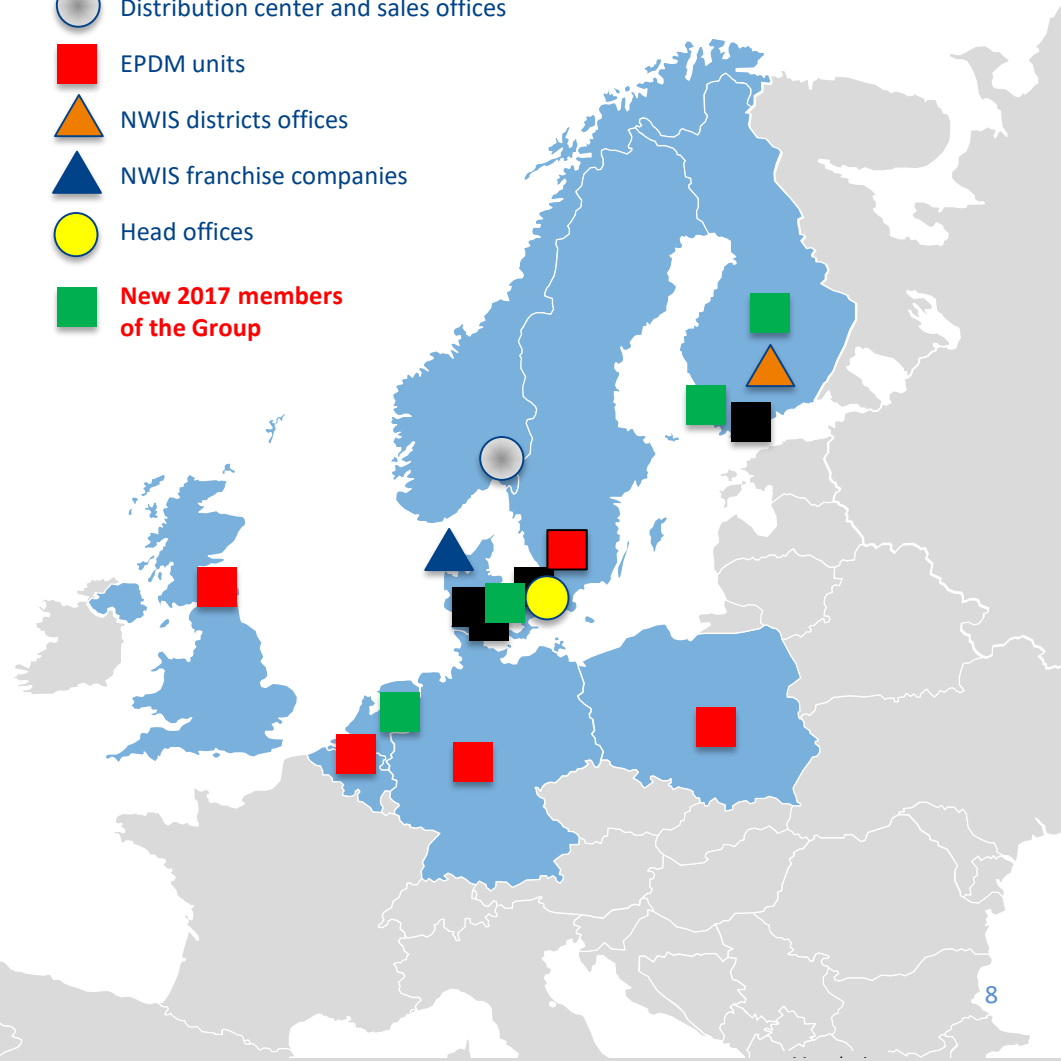 Distribution center and sales offices
EPDM units
NWIS districts offices
NWIS franchise companies
Head offices
New 2017 members
of the Group
8